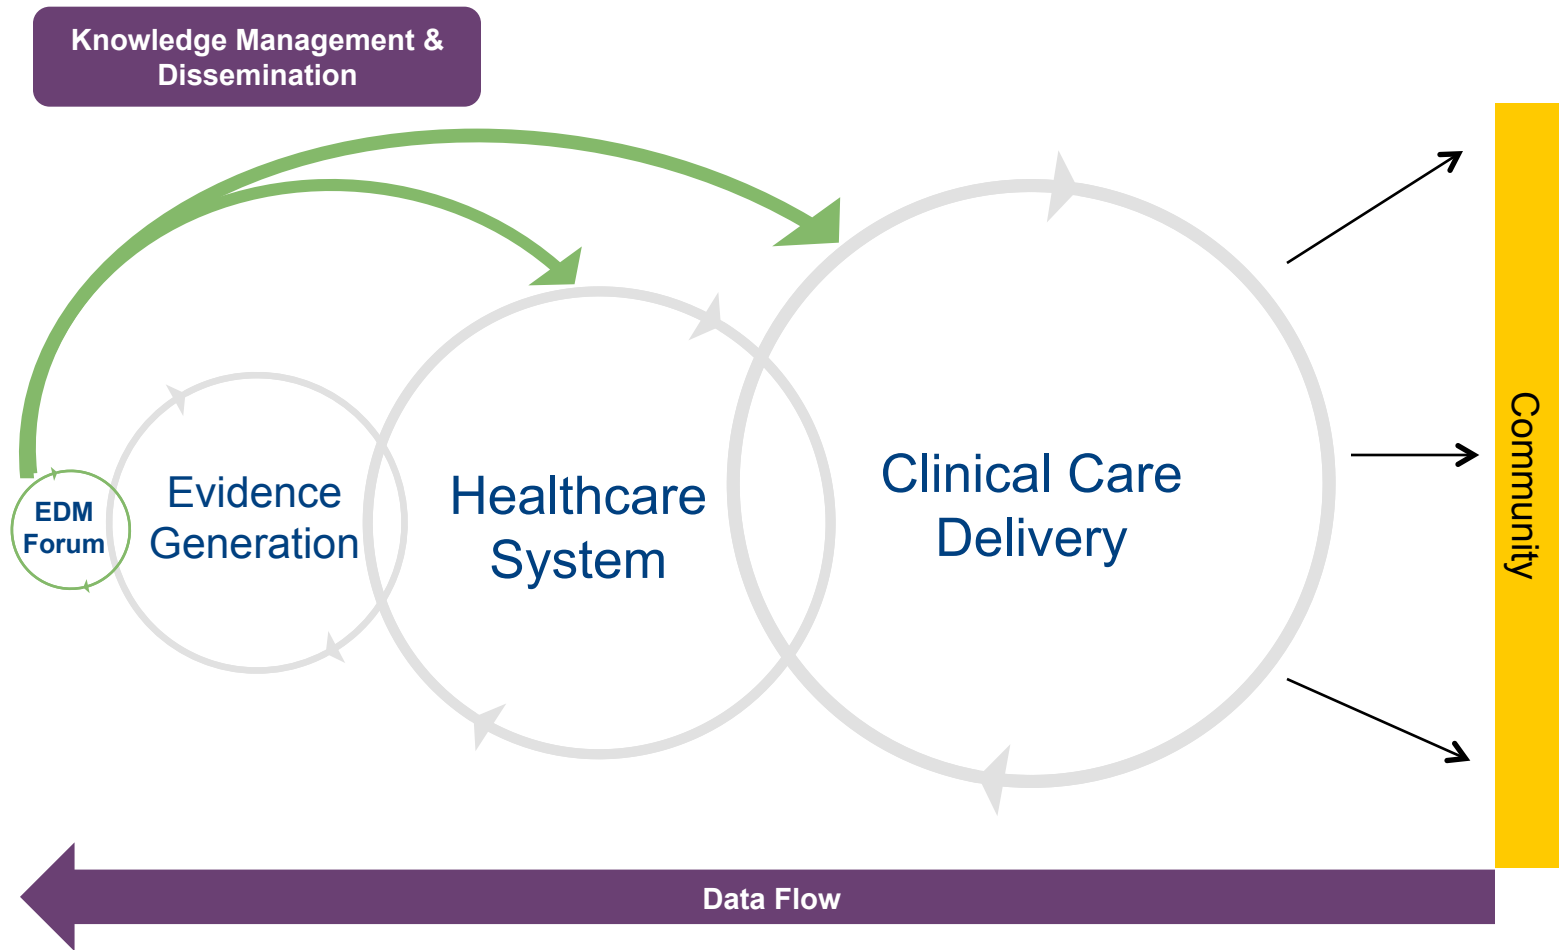 Knowledge Management &
Dissemination
EDM
Forum
Evidence
Generation
Healthcare
System
Clinical Care
Delivery
Community
Data Flow